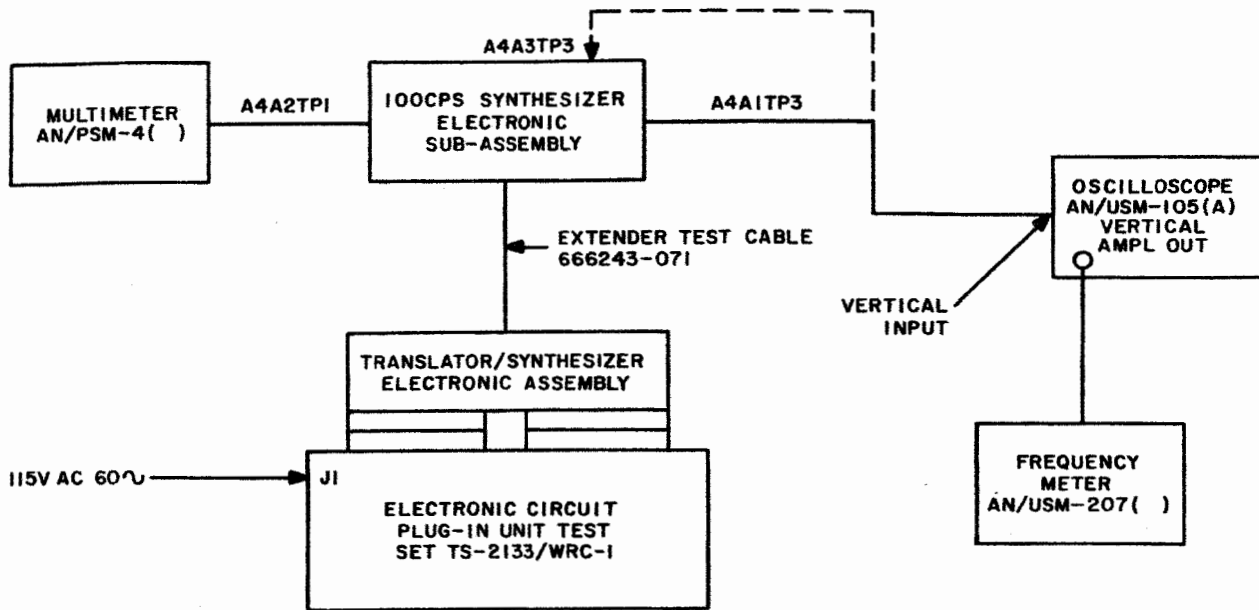 A4A3TP3
MULTIMETER
AN/PSM-4( )
A4A2TP1
100CPS SYNTHESIZER
ELECTRONIC
SUB-ASSEMBLY
A4A1TP3
OSCILLOSCOPE
AN/USM-105(A)
VERTICAL
AMPL OUT
EXTENDER TEST CABLE
666243-071
VERTICAL
INPUT
TRANSLATOR/SYNTHESIZER
ELECTRONIC ASSEMBLY
115V AC 60∿
J1
ELECTRONIC CIRCUIT
PLUG-IN UNIT TEST
SET TS-2133/WRC-1
FREQUENCY
METER
AN/USM-207( )